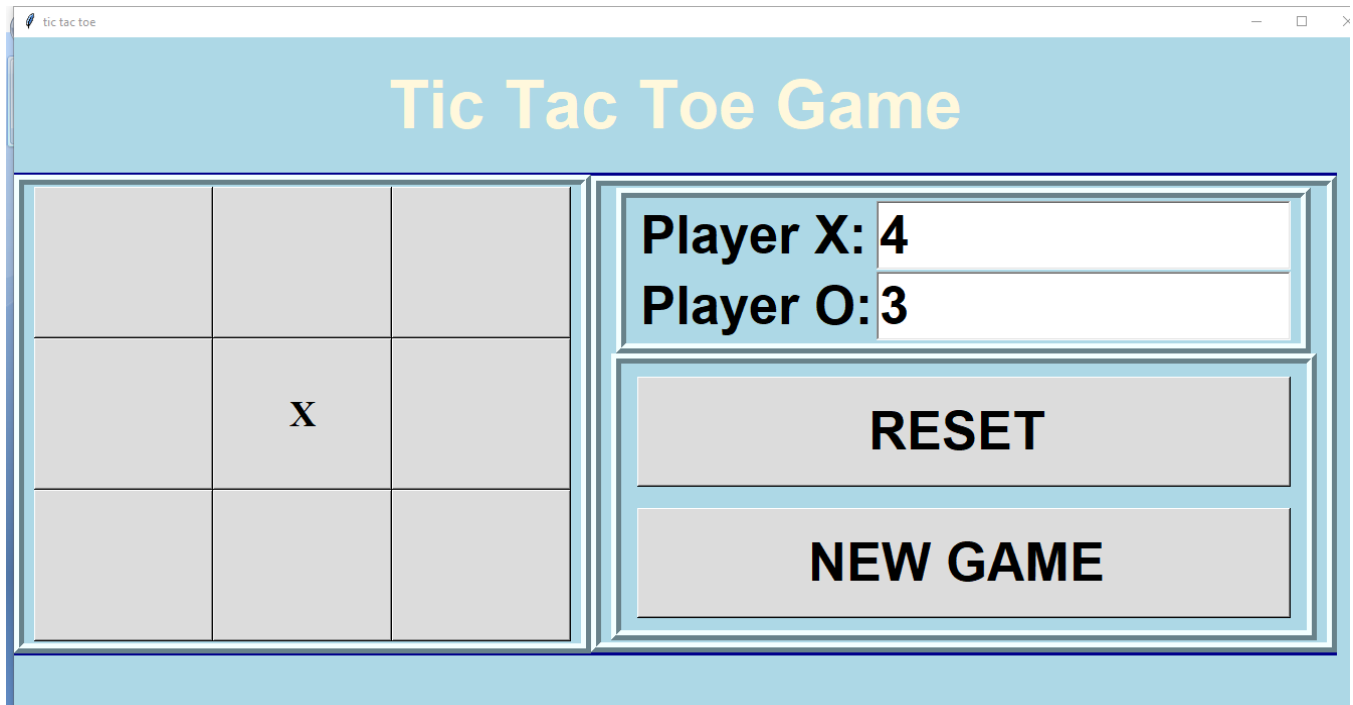 tic tac toe
Tic Tac Toe Game
Player X: 4
Player O: 3
X
RESET
NEW GAME